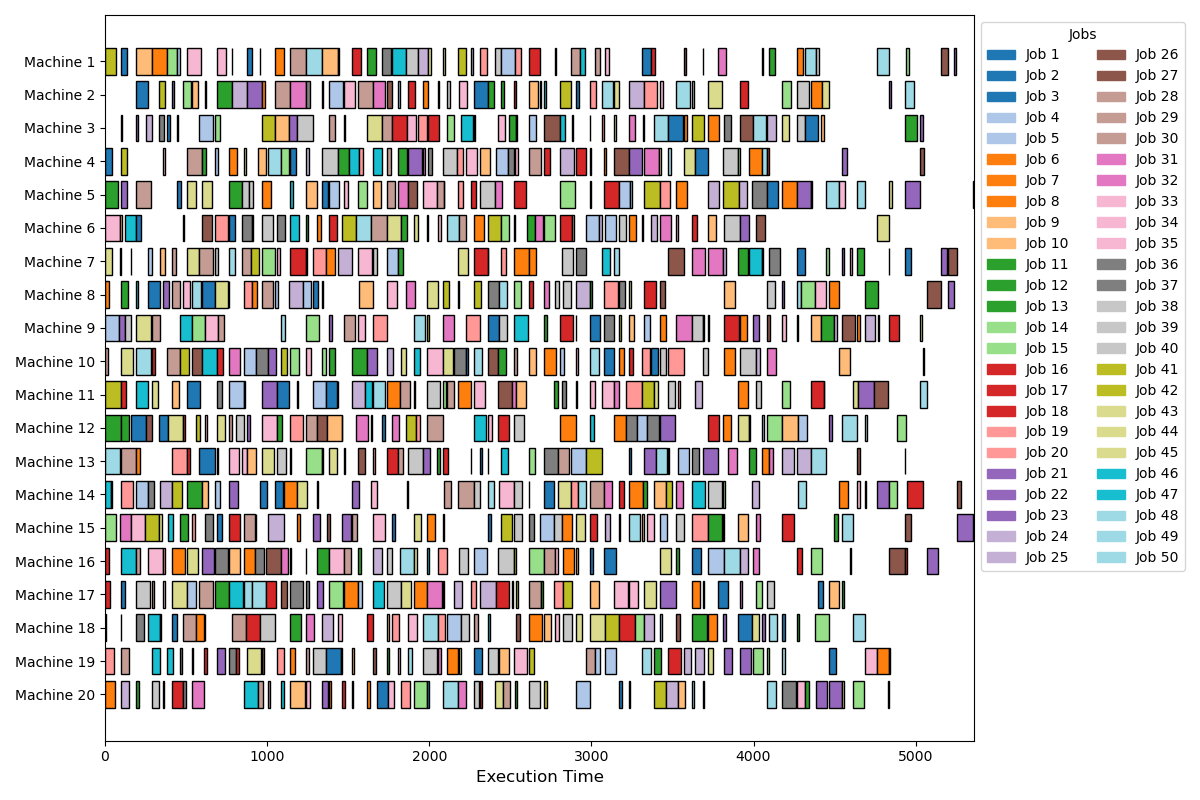 Machine 1
Machine 2
Machine 3
Machine 4
Machine 5
Machine 6
Machine 7
Machine 8
Machine 9
Machine 10
Machine 11
Machine 12
Machine 13
Machine 14
Machine 15
Machine 16
Machine 17
Machine 18
Machine 19
Machine 20
0 1000 2000 3000 4000 5000
Execution Time
Jobs
Job 1 Job 26
Job 2 Job 27
Job 3 Job 28
Job 4 Job 29
Job 5 Job 30
Job 6 Job 31
Job 7 Job 32
Job 8 Job 33
Job 9 Job 34
Job 10 Job 35
Job 11 Job 36
Job 12 Job 37
Job 13 Job 38
Job 14 Job 39
Job 15 Job 40
Job 16 Job 41
Job 17 Job 42
Job 18 Job 43
Job 19 Job 44
Job 20 Job 45
Job 21 Job 46
Job 22 Job 47
Job 23 Job 48
Job 24 Job 49
Job 25 Job 50